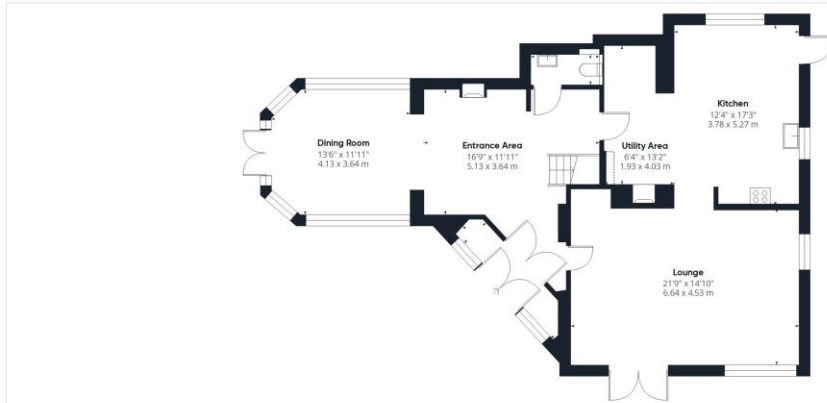 Kitchen
12'4" x 17'3"
3.78 x 5.27 m
Dining Room
13'6" x 11'11"
4.13 x 3.64 m
Entrance Area
16'9" x 11'11"
5.13 x 3.64 m
Utility Area
6'4" x 13'2"
1.93 x 4.03 m
Lounge
21'9" x 14'10"
6.64 x 4.53 m